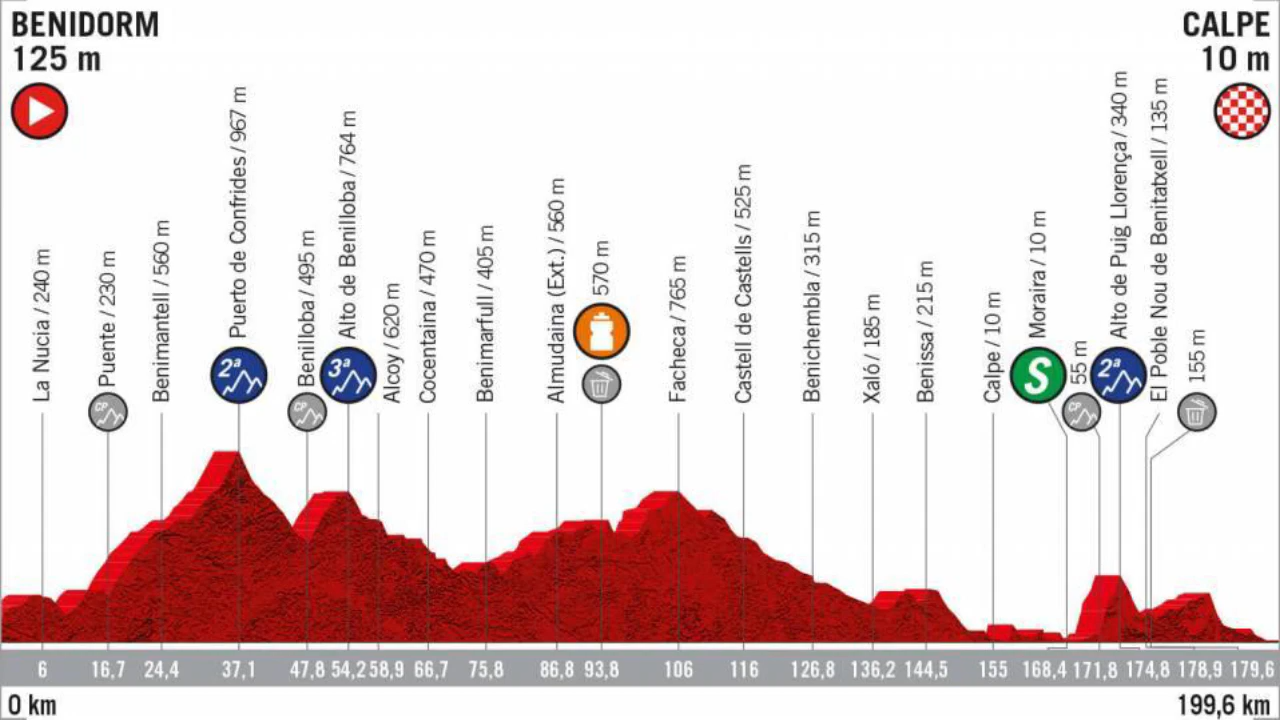 BENIDORM
125 m
CALPE
10 m
La Nucia / 240 m
Puente / 230 m
CP
Benimantell / 560 m
Puerto de Confrides / 967 m
2ª
Benilloba / 495 m
CP
Alto de Benilloba / 764 m
3ª
Alcoy / 620 m
Cocentaina / 470 m
Benimarfull / 405 m
Almudaina (Ext.) / 560 m
570 m
Facheca / 765 m
Castell de Castells / 525 m
Benichembla / 315 m
Xaló / 185 m
Benissa / 215 m
Calpe / 10 m
Moraira / 10 m
S
55 m
CP
Alto de Puig Llorença / 340 m
2ª
El Poble Nou de Benitatxell / 135 m
155 m
6 16,7 24,4 37,1 47,8 54,2 58,9 66,7 75,8 86,8 93,8 106 116 126,8 136,2 144,5 155 168,4 171,8 174,8 178,9 179,6
0 km
199,6 km